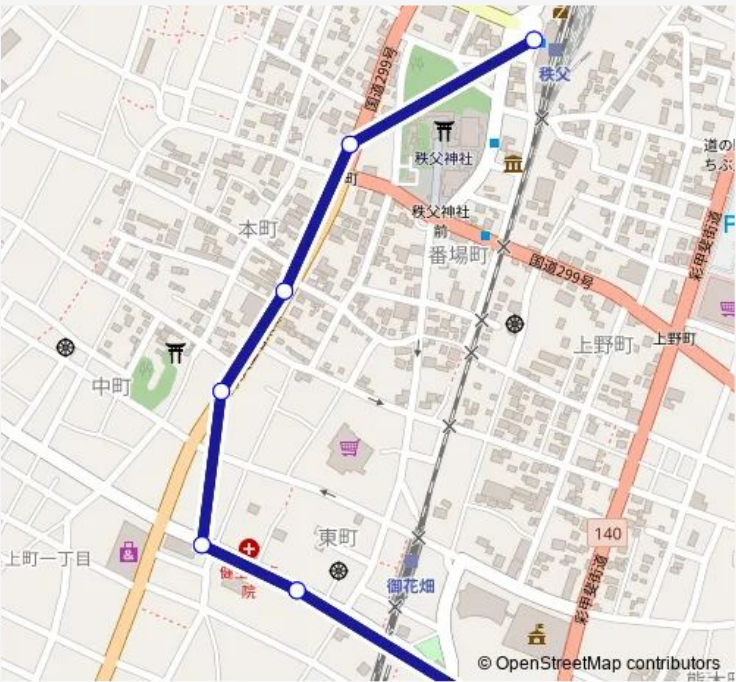 国道299号
秩父
秩父神社
道の
ちぶ
町
秩父神社
前
本町
番場町
国道299号
彩甲斐街道
上野町
上野町
中町
140
東町
上町一丁目
院
御花畑
彩甲斐街道
© OpenStreetMap contributors